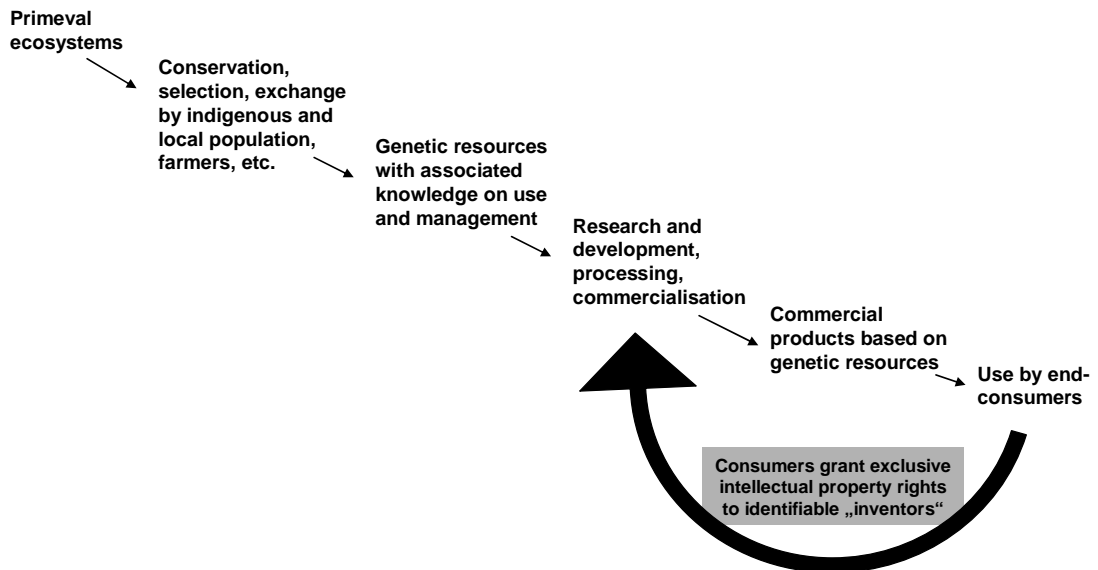 Primeval
ecosystems
Conservation,
selection, exchange
by indigenous and
local population,
farmers, etc.
Genetic resources
with associated
knowledge on use
and management
Research and
development,
processing,
commercialisation
Commercial
products based on
genetic resources
Use by end-
consumers
Consumers grant exclusive
intellectual property rights
to identifiable „inventors“